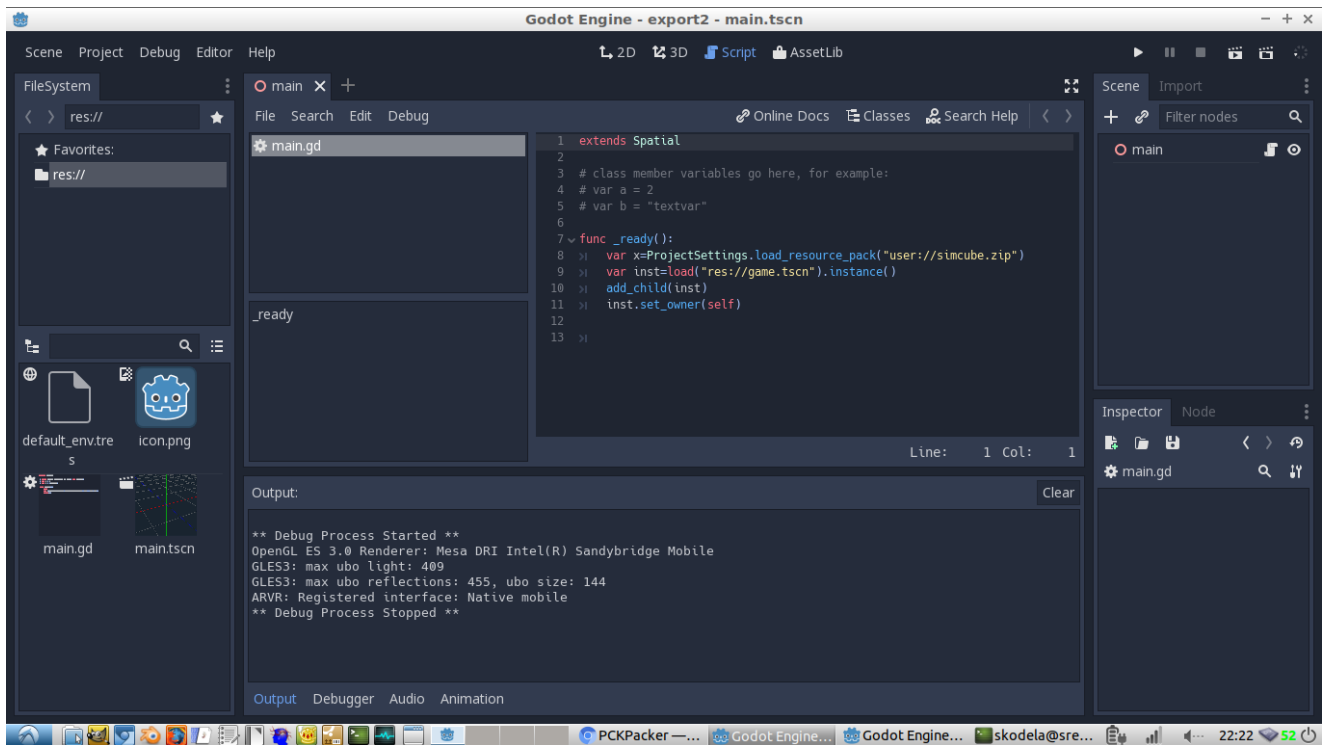 Godot Engine - export2 - main.tscn
Scene Project Debug Editor Help
2D 3D Script AssetLib
FileSystem
res://
Favorites:
res://
default_env.tre
s
icon.png
main.gd
main.tscn
main
File Search Edit Debug
Online Docs Classes Search Help
main.gd
_ready
1 extends Spatial
2
3 # class member variables go here, for example:
4 # var a = 2
5 # var b = "textvar"
6
7 func _ready():
8 var x=ProjectSettings.load_resource_pack("user://simcube.zip")
9 var inst=load("res://game.tscn").instance()
10 add_child(inst)
11 inst.set_owner(self)
12
13
Line: 1 Col: 1
Output:
Clear
** Debug Process Started **
OpenGL ES 3.0 Renderer: Mesa DRI Intel(R) Sandybridge Mobile
GLES3: max ubo light: 409
GLES3: max ubo reflections: 455, ubo size: 144
ARVR: Registered interface: Native mobile
** Debug Process Stopped **
Output Debugger Audio Animation
Scene Import
Filter nodes
main
Inspector Node
main.gd
PCKPacker —... Godot Engine... Godot Engine... skodela@sre... 22:22 52